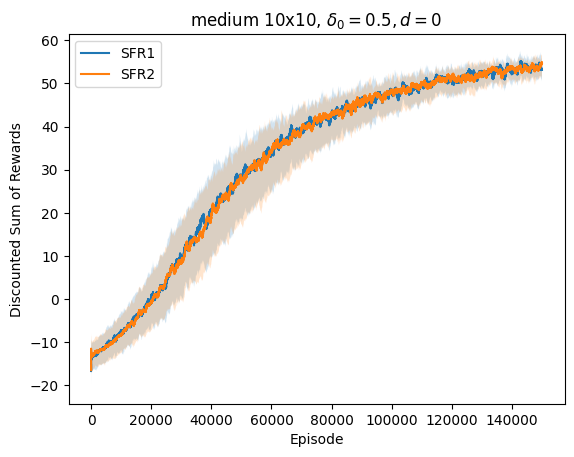 medium 10x10, $\delta_0 = 0.5, d = 0$
SFR1
SFR2
60
50
40
30
20
10
0
−10
−20
Discounted Sum of Rewards
0 20000 40000 60000 80000 100000 120000 140000
Episode